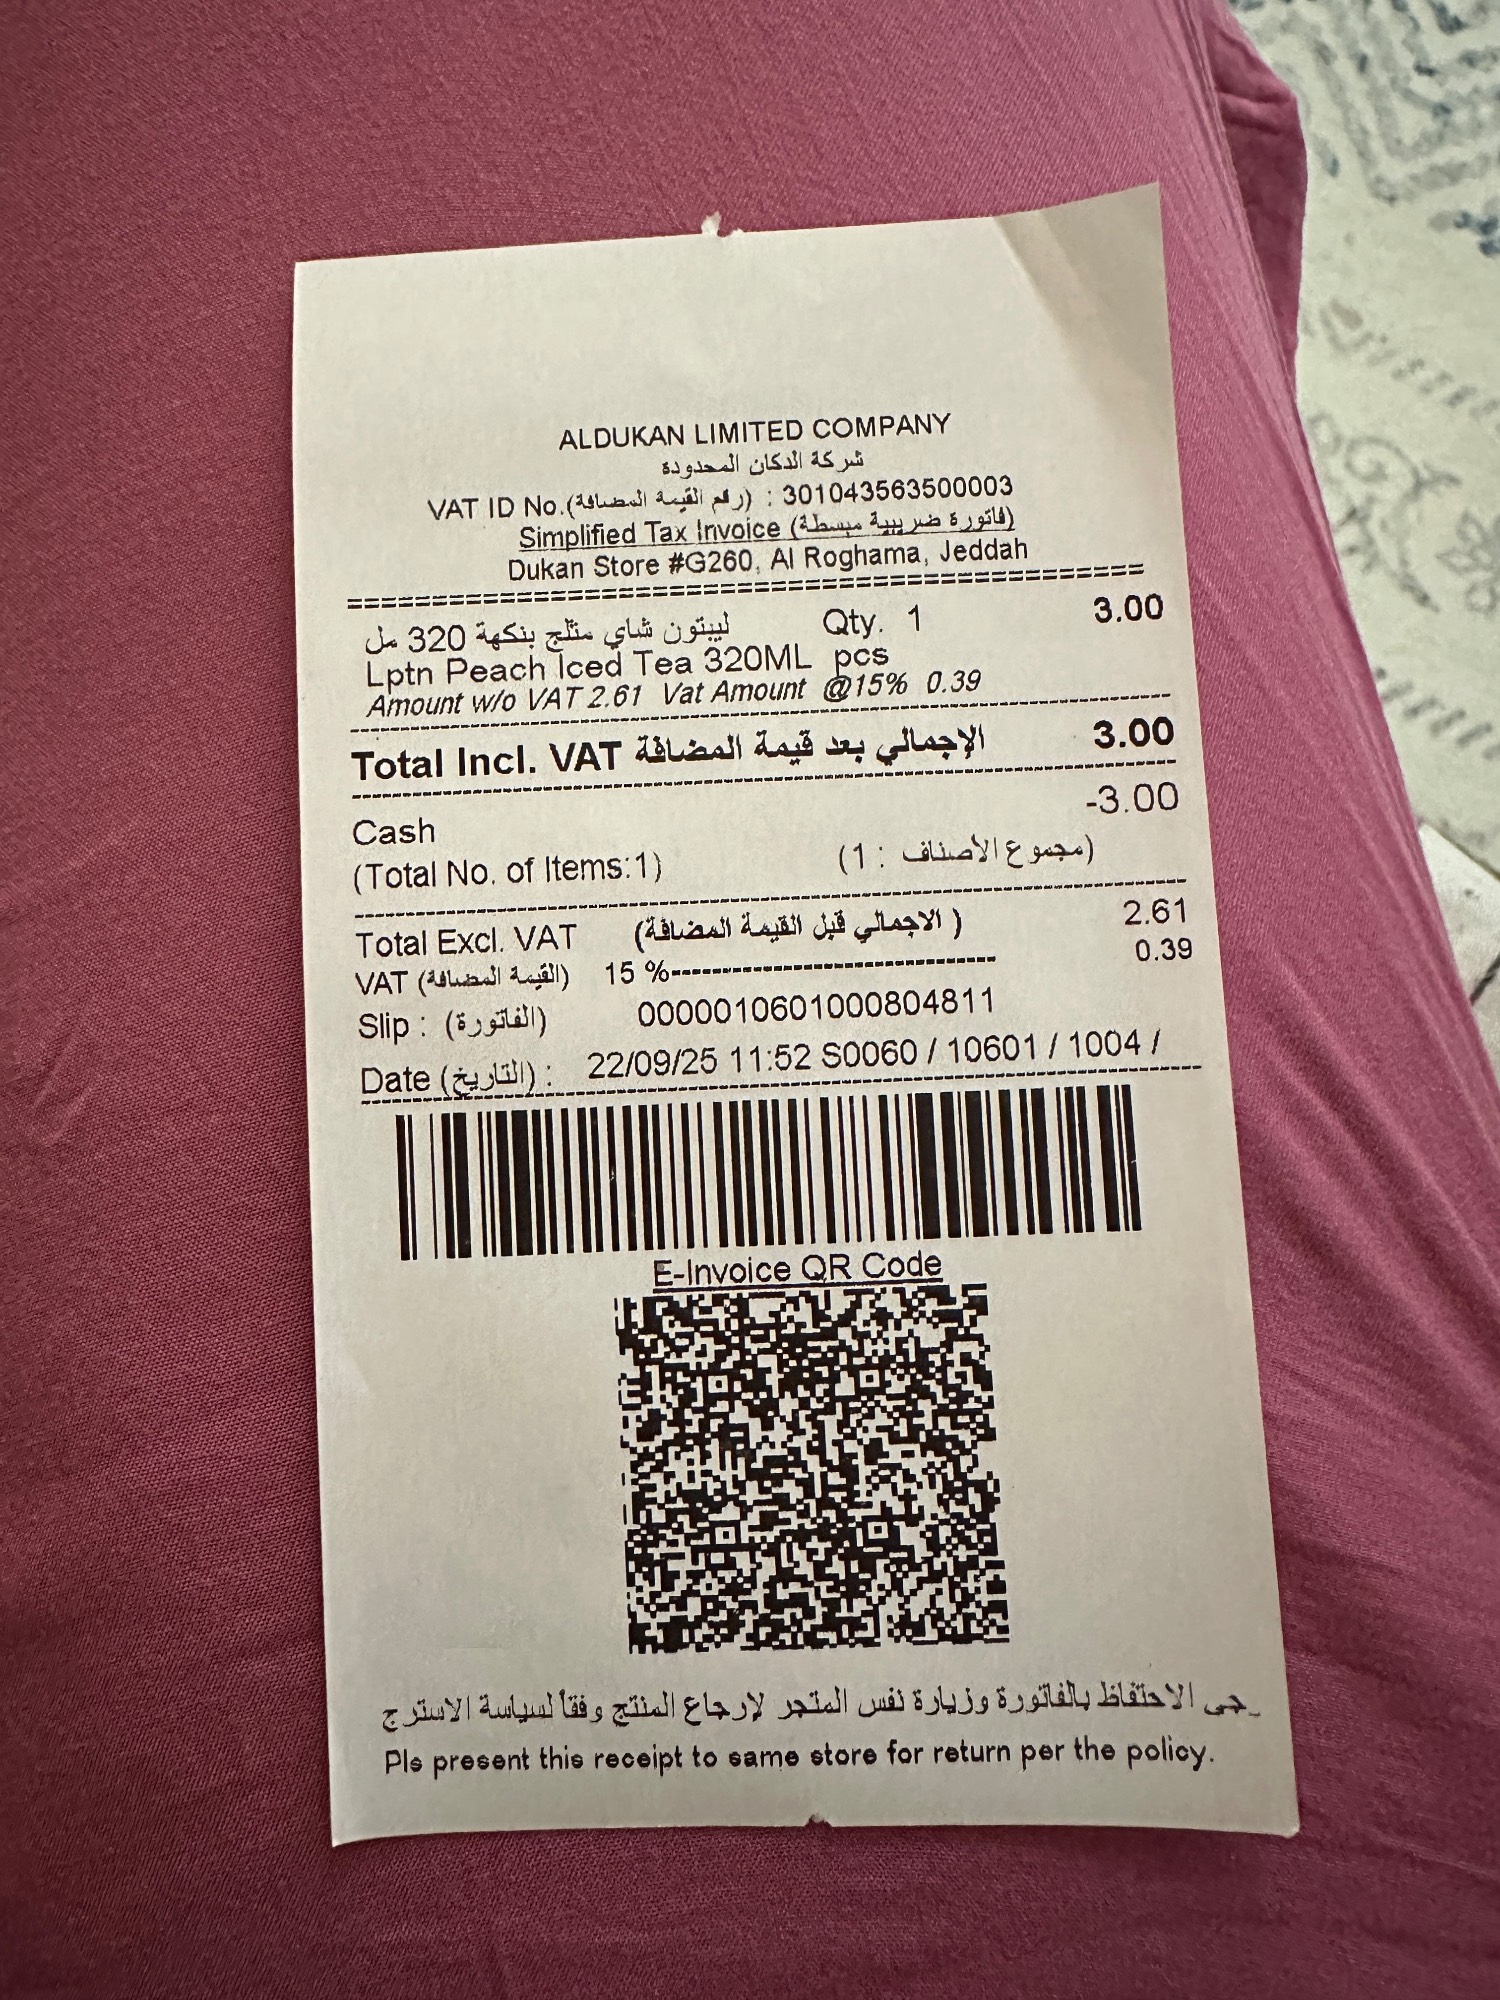 ALDUKAN LIMITED COMPANY
شركة الدكان المحدودة
VAT ID No.(رقم القيمة المضافة) : 301043563500003
Simplified Tax Invoice (فاتورة ضريبية مبسطة)
Dukan Store #G260, Al Roghama, Jeddah
ليبتون شاي مثلج بنكهة 320 مل Qty. 1 3.00
Lptn Peach Iced Tea 320ML pcs
Amount w/o VAT 2.61 Vat Amount @15% 0.39
Total Incl. VAT الإجمالي بعد قيمة المضافة 3.00
Cash -3.00
(Total No. of Items:1) (مجموع الأصناف : 1)
Total Excl. VAT (الاجمالي قبل القيمة المضافة ) 2.61
VAT (القيمة المضافة) 15 %-------------------------------- 0.39
Slip : (الفاتورة) 0000010601000804811
Date (التاريخ) : 22/09/25 11:52 S0060 / 10601 / 1004 /
E-Invoice QR Code
جى الاحتفاظ بالفاتورة وزيارة نفس المتجر لإرجاع المنتج وفقاً لسياسة الاسترج
Pls present this receipt to same store for return per the policy.